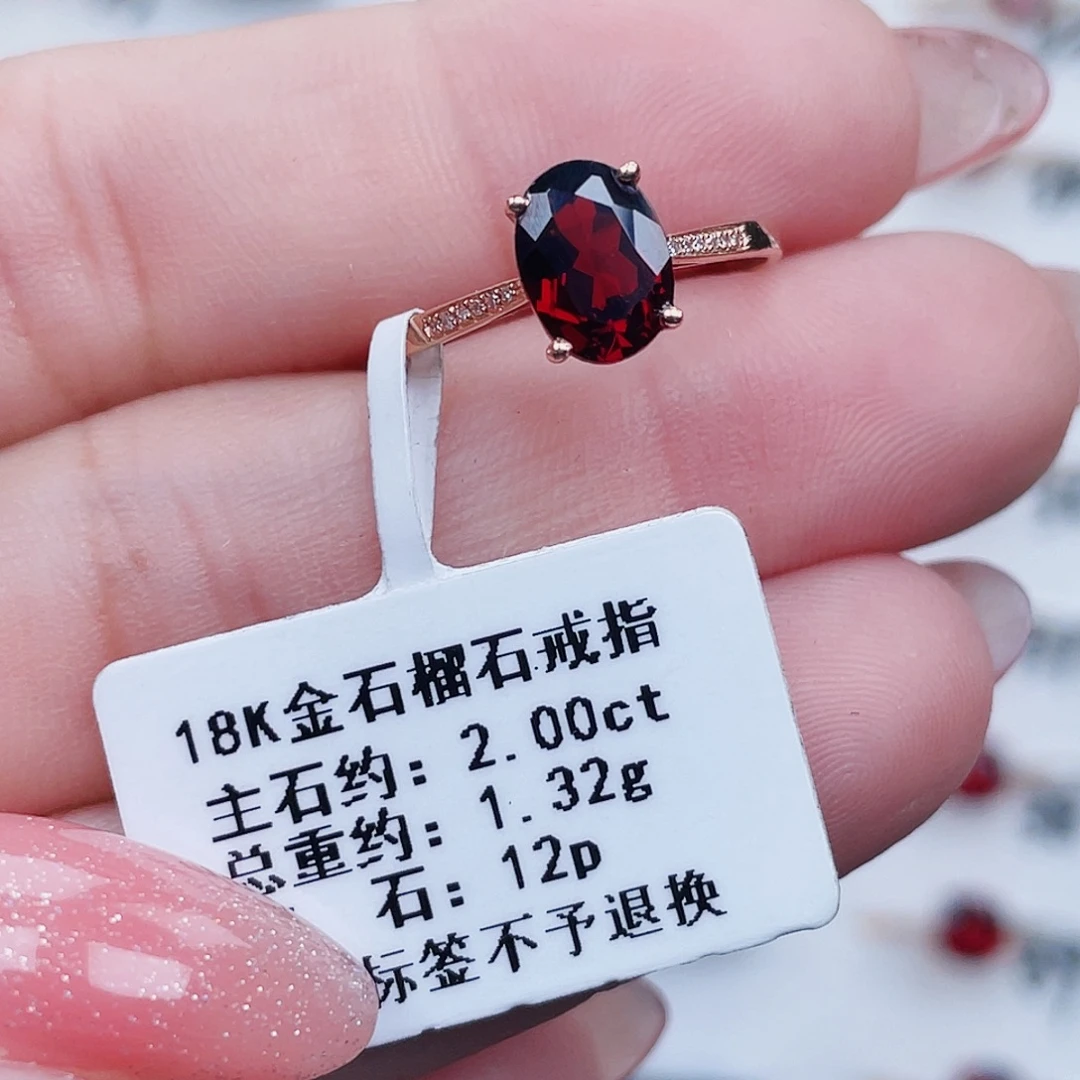 18K金石榴石戒指
主石约: 2.00ct
总重约: 1.32g
石: 12p
标签不予退换